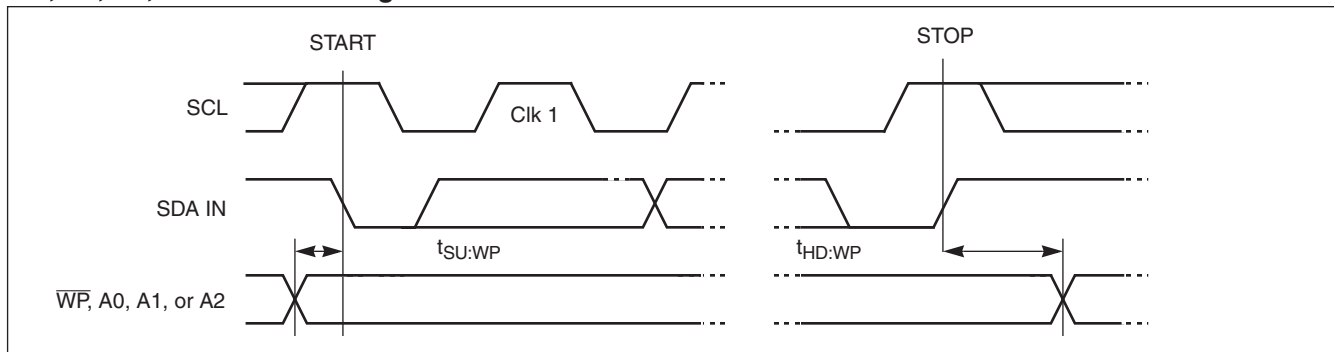 START
STOP
SCL
Clk 1
SDA IN
tSU:WP
tHD:WP
WP, A0, A1, or A2